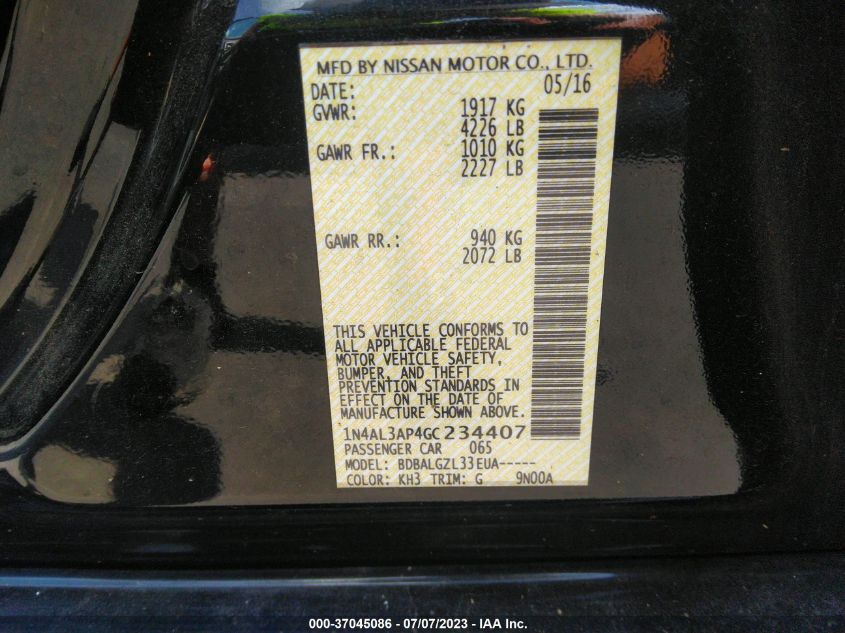 MFD BY NISSAN MOTOR CO., LTD.
DATE: 05/16
GVWR: 1917 KG
4226 LB
GAWR FR.: 1010 KG
2227 LB
GAWR RR.: 940 KG
2072 LB
THIS VEHICLE CONFORMS TO
ALL APPLICABLE FEDERAL
MOTOR VEHICLE SAFETY,
BUMPER, AND THEFT
PREVENTION STANDARDS IN
EFFECT ON THE DATE OF
MANUFACTURE SHOWN ABOVE.
1N4AL3AP4GC234407
PASSENGER CAR 065
MODEL: BDBALGZL33EUA-----
COLOR: KH3 TRIM: G 9N00A
000-37045086 - 07/07/2023 - IAA Inc.